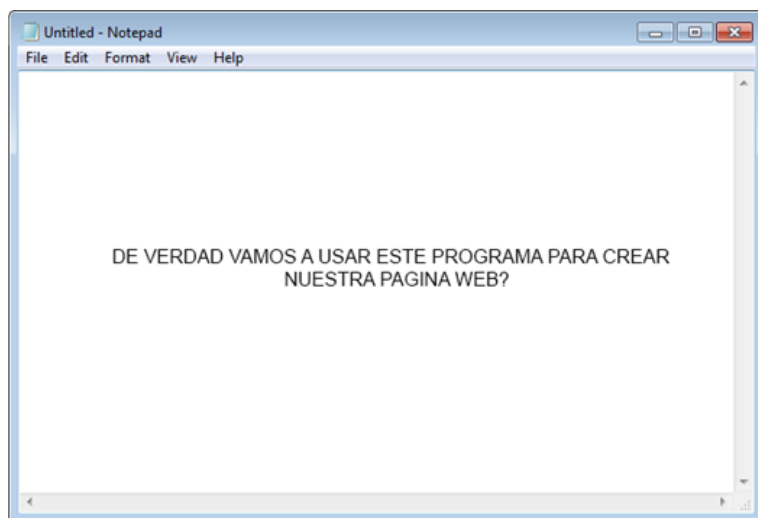 Untitled - Notepad
File Edit Format View Help
DE VERDAD VAMOS A USAR ESTE PROGRAMA PARA CREAR
NUESTRA PAGINA WEB?